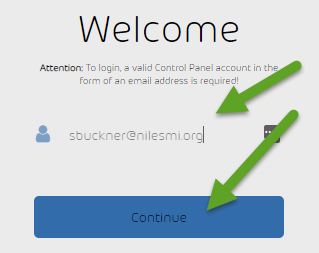 Welcome
Attention: To login, a valid Control Panel account in the
form of an email address is required!
sbuckner@nilesmi.org
Continue